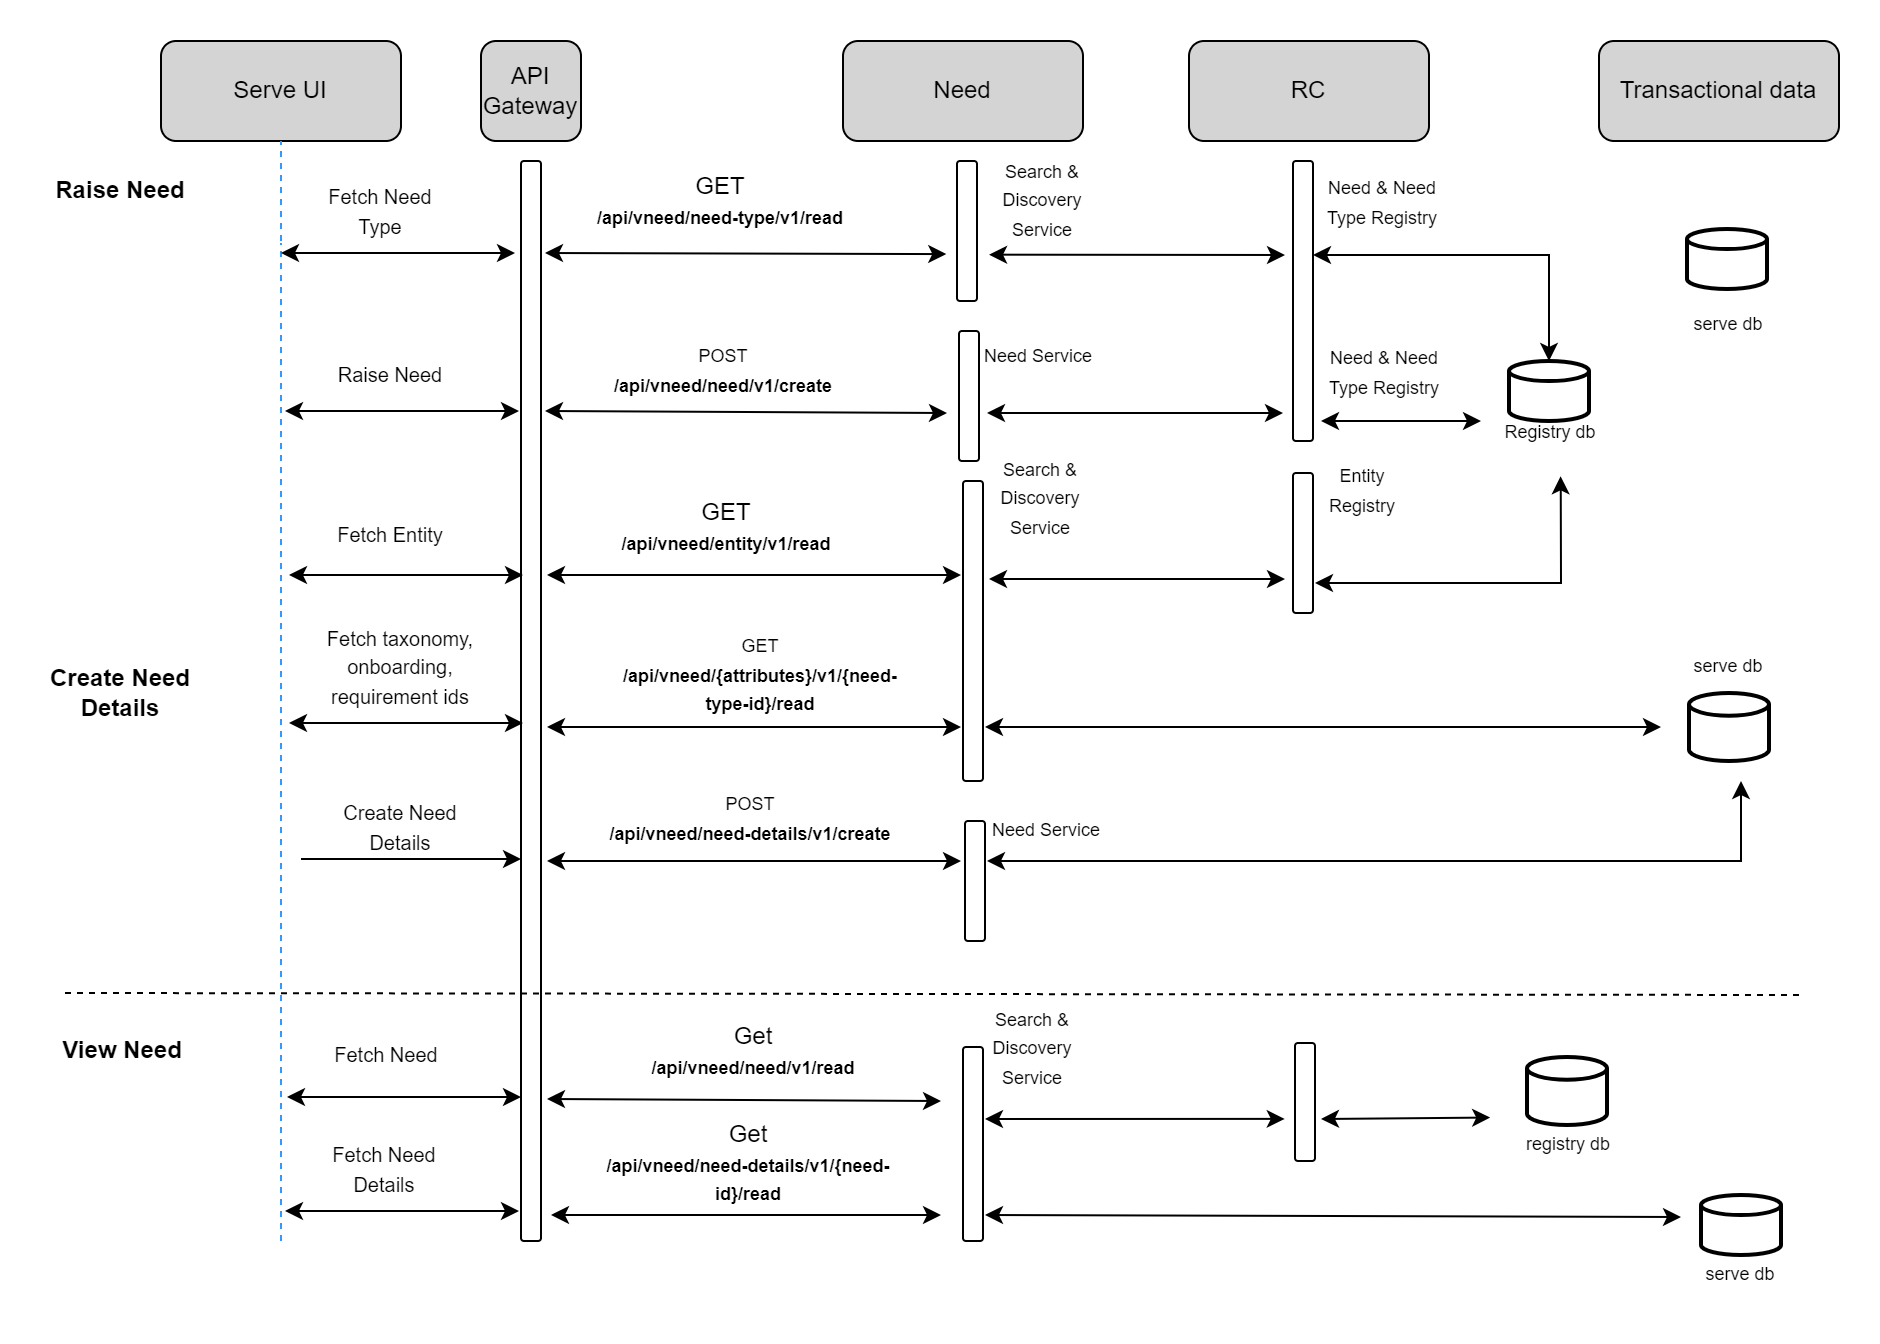 Serve UI
API
Gateway
Need
RC
Transactional data
Raise Need
Fetch Need
Type
GET
/api/vneed/need-type/v1/read
Search &
Discovery
Service
Need & Need
Type Registry
serve db
Raise Need
POST
/api/vneed/need/v1/create
Need Service
Need & Need
Type Registry
Registry db
Fetch Entity
GET
/api/vneed/entity/v1/read
Search &
Discovery
Service
Entity
Registry
Create Need
Details
Fetch taxonomy,
onboarding,
requirement ids
GET
/api/vneed/{attributes}/v1/{need-
type-id}/read
serve db
Create Need
Details
POST
/api/vneed/need-details/v1/create
Need Service
View Need
Fetch Need
Get
/api/vneed/need/v1/read
Search &
Discovery
Service
registry db
Fetch Need
Details
Get
/api/vneed/need-details/v1/{need-
id}/read
serve db